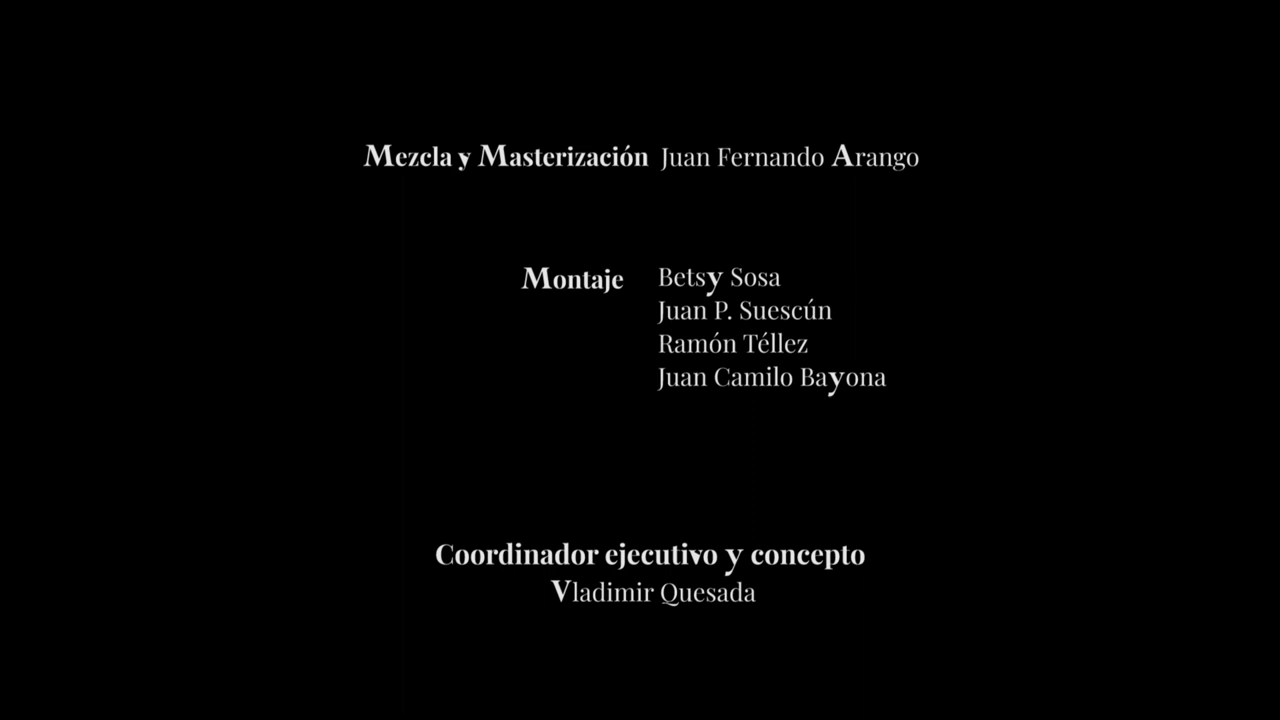 Mezcla y Masterización Juan Fernando Arango
Montaje Betsy Sosa
Juan P. Suescún
Ramón Téllez
Juan Camilo Bayona
Coordinador ejecutivo y concepto
Vladimir Quesada